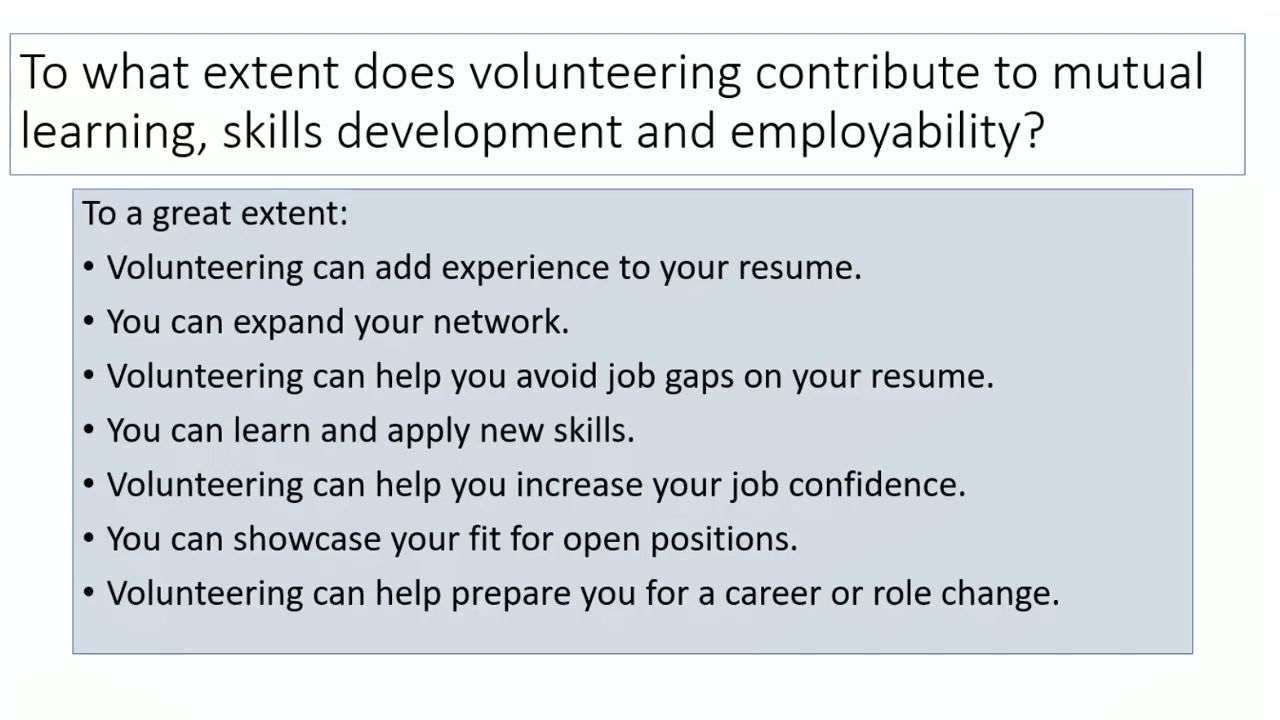 To what extent does volunteering contribute to mutual
learning, skills development and employability?
To a great extent:
• Volunteering can add experience to your resume.
• You can expand your network.
• Volunteering can help you avoid job gaps on your resume.
• You can learn and apply new skills.
• Volunteering can help you increase your job confidence.
• You can showcase your fit for open positions.
• Volunteering can help prepare you for a career or role change.